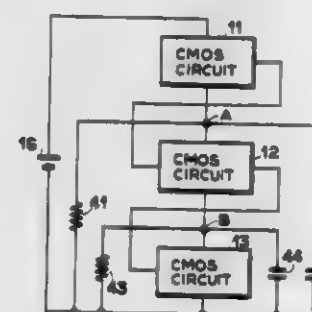 11
CMOS
CIRCUIT
A
16
12
CMOS
CIRCUIT
41
B
13
43
CMOS
CIRCUIT
44